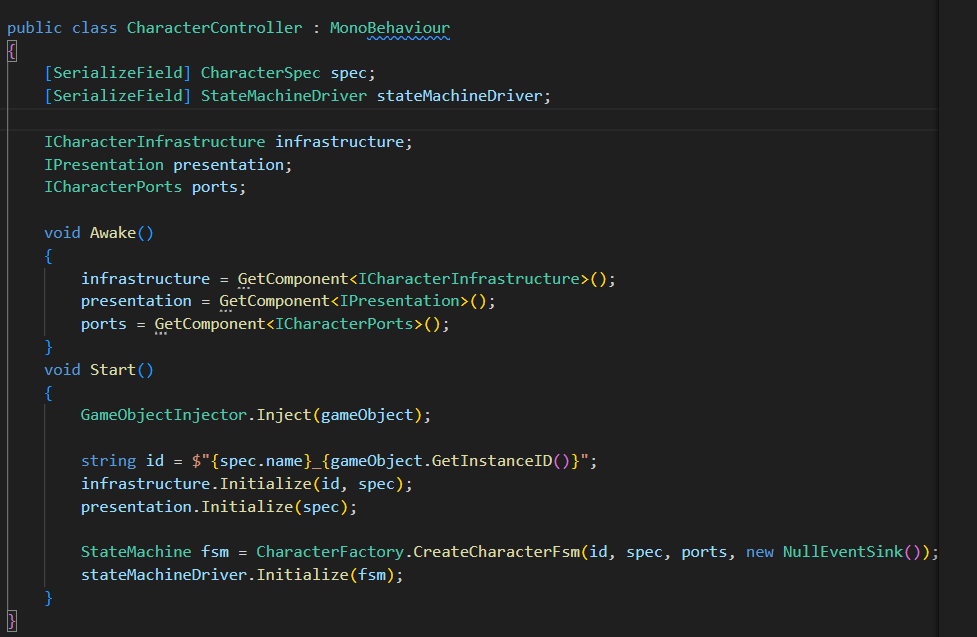 public class CharacterController : MonoBehaviour
{
    [SerializeField] CharacterSpec spec;
    [SerializeField] StateMachineDriver stateMachineDriver;

    ICharacterInfrastructure infrastructure;
    IPresentation presentation;
    ICharacterPorts ports;

    void Awake()
    {
        infrastructure = GetComponent<ICharacterInfrastructure>();
        presentation = GetComponent<IPresentation>();
        ports = GetComponent<ICharacterPorts>();
    }
    void Start()
    {
        GameObjectInjector.Inject(gameObject);

        string id = $"{spec.name}_{gameObject.GetInstanceID()}";
        infrastructure.Initialize(id, spec);
        presentation.Initialize(spec);

        StateMachine fsm = CharacterFactory.CreateCharacterFsm(id, spec, ports, new NullEventSink());
        stateMachineDriver.Initialize(fsm);
    }
}